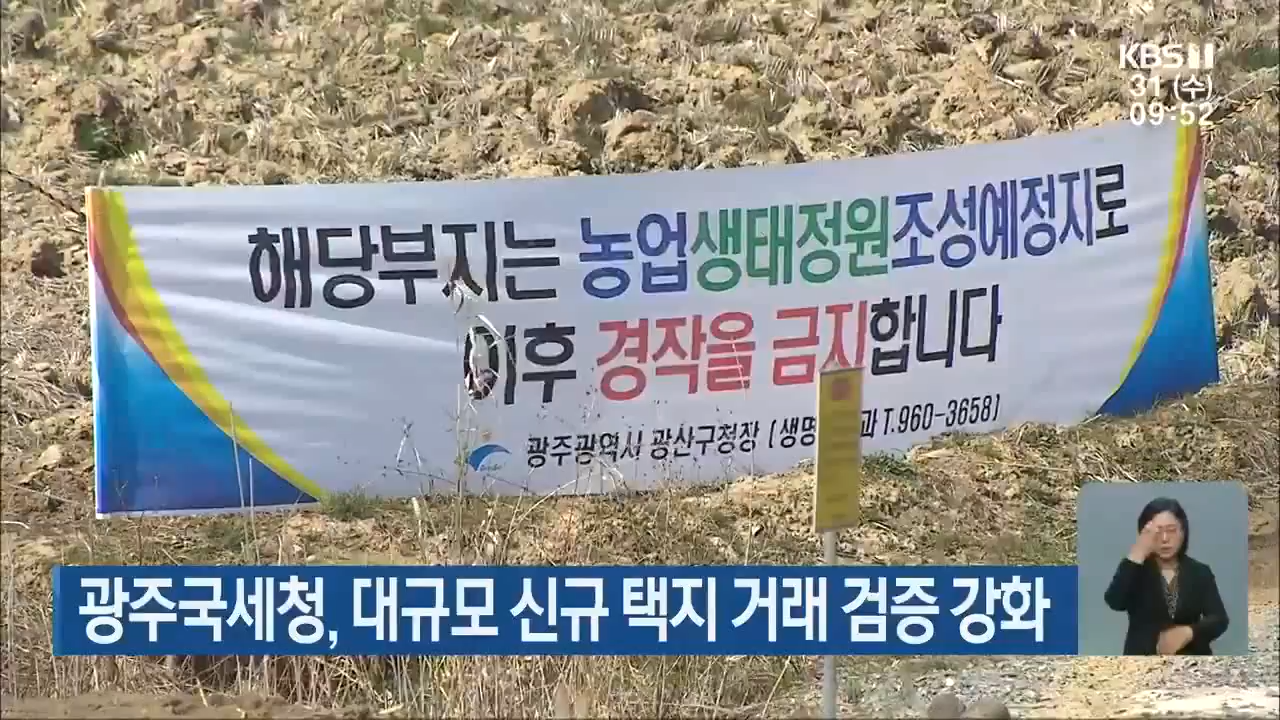 KBS
31 (수)
09:52
해당부지는 농업생태정원조성예정지로
이후 경작을 금지합니다
광주광역시 광산구청장 (생명 과 T.960-3658)
광주국세청, 대규모 신규 택지 거래 검증 강화